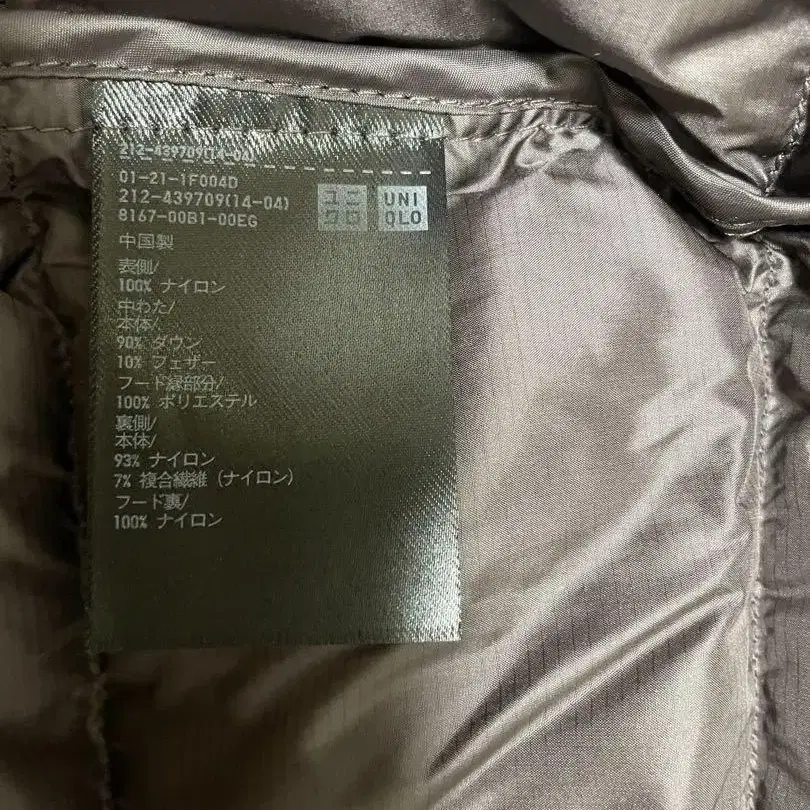 212-439709(14-04)
01-21-1F004D
212-439709(14-04)
8167-00B1-00EG
ユニ
クロ
UNI
QLO
中国製
表側/
100% ナイロン
中わた/
本体/
90% ダウン
10% フェザー
フード縁部分/
100% ポリエステル
裏側/
本体/
93% ナイロン
7% 複合繊維 (ナイロン)
フード裏/
100% ナイロン